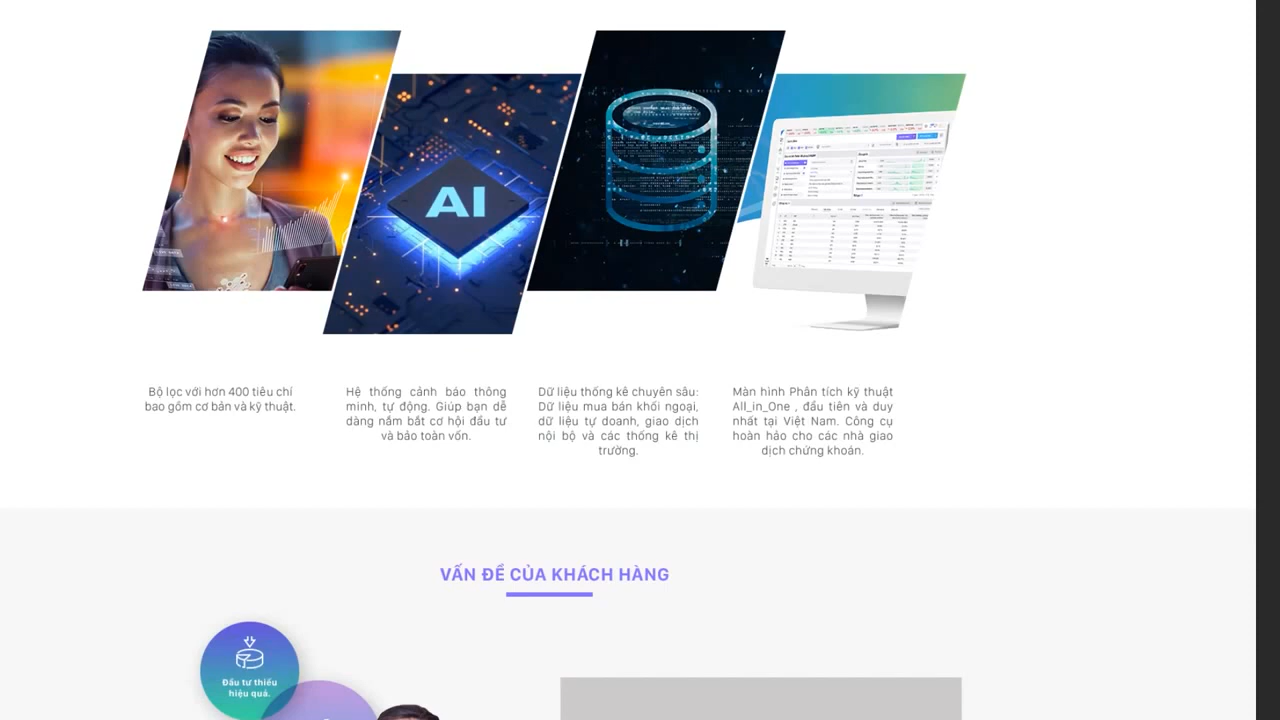 AI
Bộ lọc với hơn 400 tiêu chí
bao gồm cơ bản và kỹ thuật.
Hệ thống cảnh báo thông
minh, tự động. Giúp bạn dễ
dàng nắm bắt cơ hội đầu tư
và bảo toàn vốn.
Dữ liệu thống kê chuyên sâu:
Dữ liệu mua bán khối ngoại,
dữ liệu tự doanh, giao dịch
nội bộ và các thống kê thị
trường.
Màn hình Phân tích kỹ thuật
All_in_One , đầu tiên và duy
nhất tại Việt Nam. Công cụ
hoàn hảo cho các nhà giao
dịch chứng khoán.
VẤN ĐỀ CỦA KHÁCH HÀNG
Đầu tư thiếu
hiệu quả.